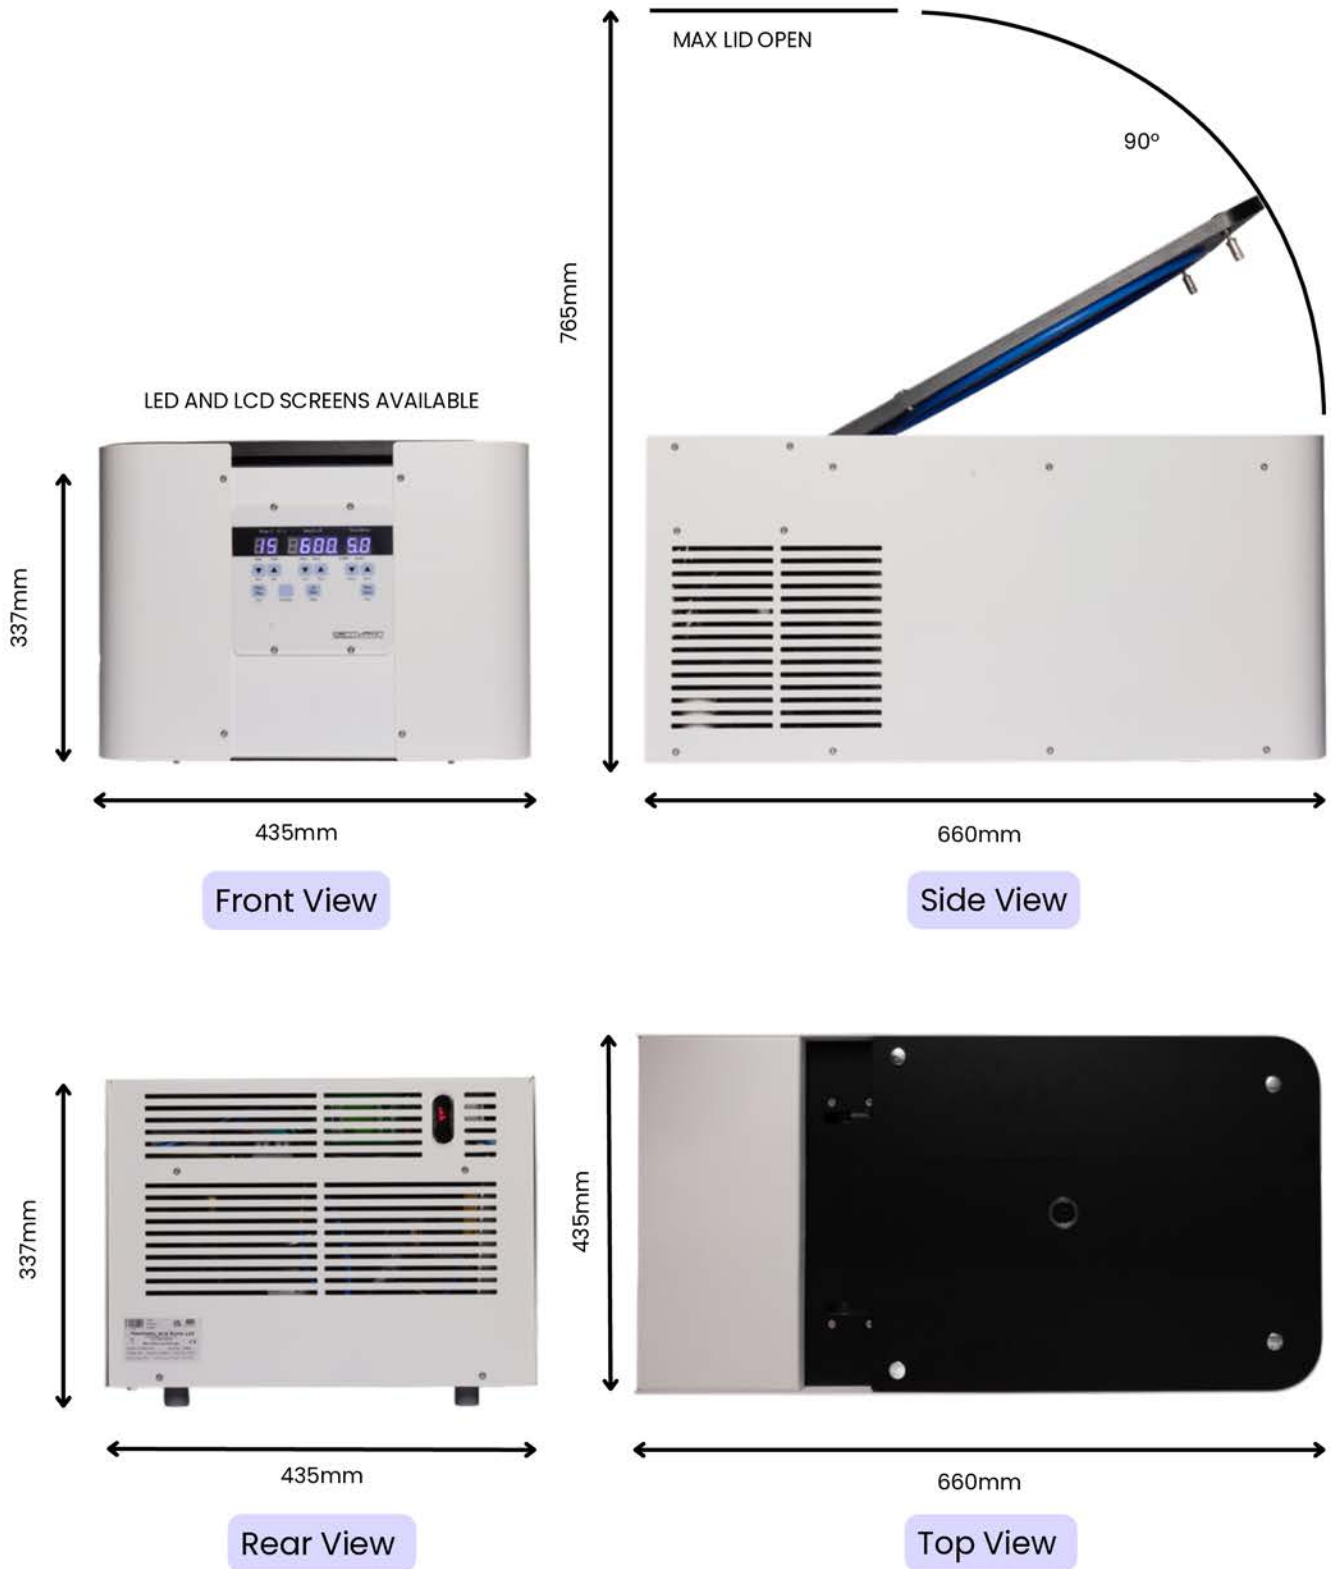 MAX LID OPEN
90°
765mm
LED AND LCD SCREENS AVAILABLE
15 600. 5.0
337mm
435mm
660mm
Front View
Side View
337mm
435mm
435mm
660mm
Rear View
Top View